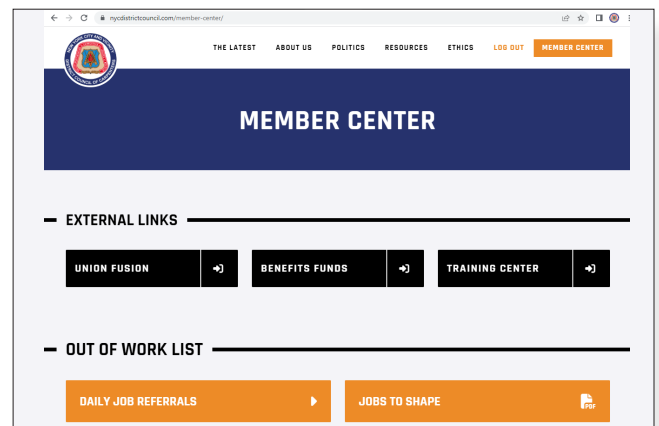 nycdistrictcouncil.com/member-center/
THE LATEST ABOUT US POLITICS RESOURCES ETHICS LOG OUT MEMBER CENTER
MEMBER CENTER
EXTERNAL LINKS
UNION FUSION BENEFITS FUNDS TRAINING CENTER
OUT OF WORK LIST
DAILY JOB REFERRALS JOBS TO SHAPE PDF